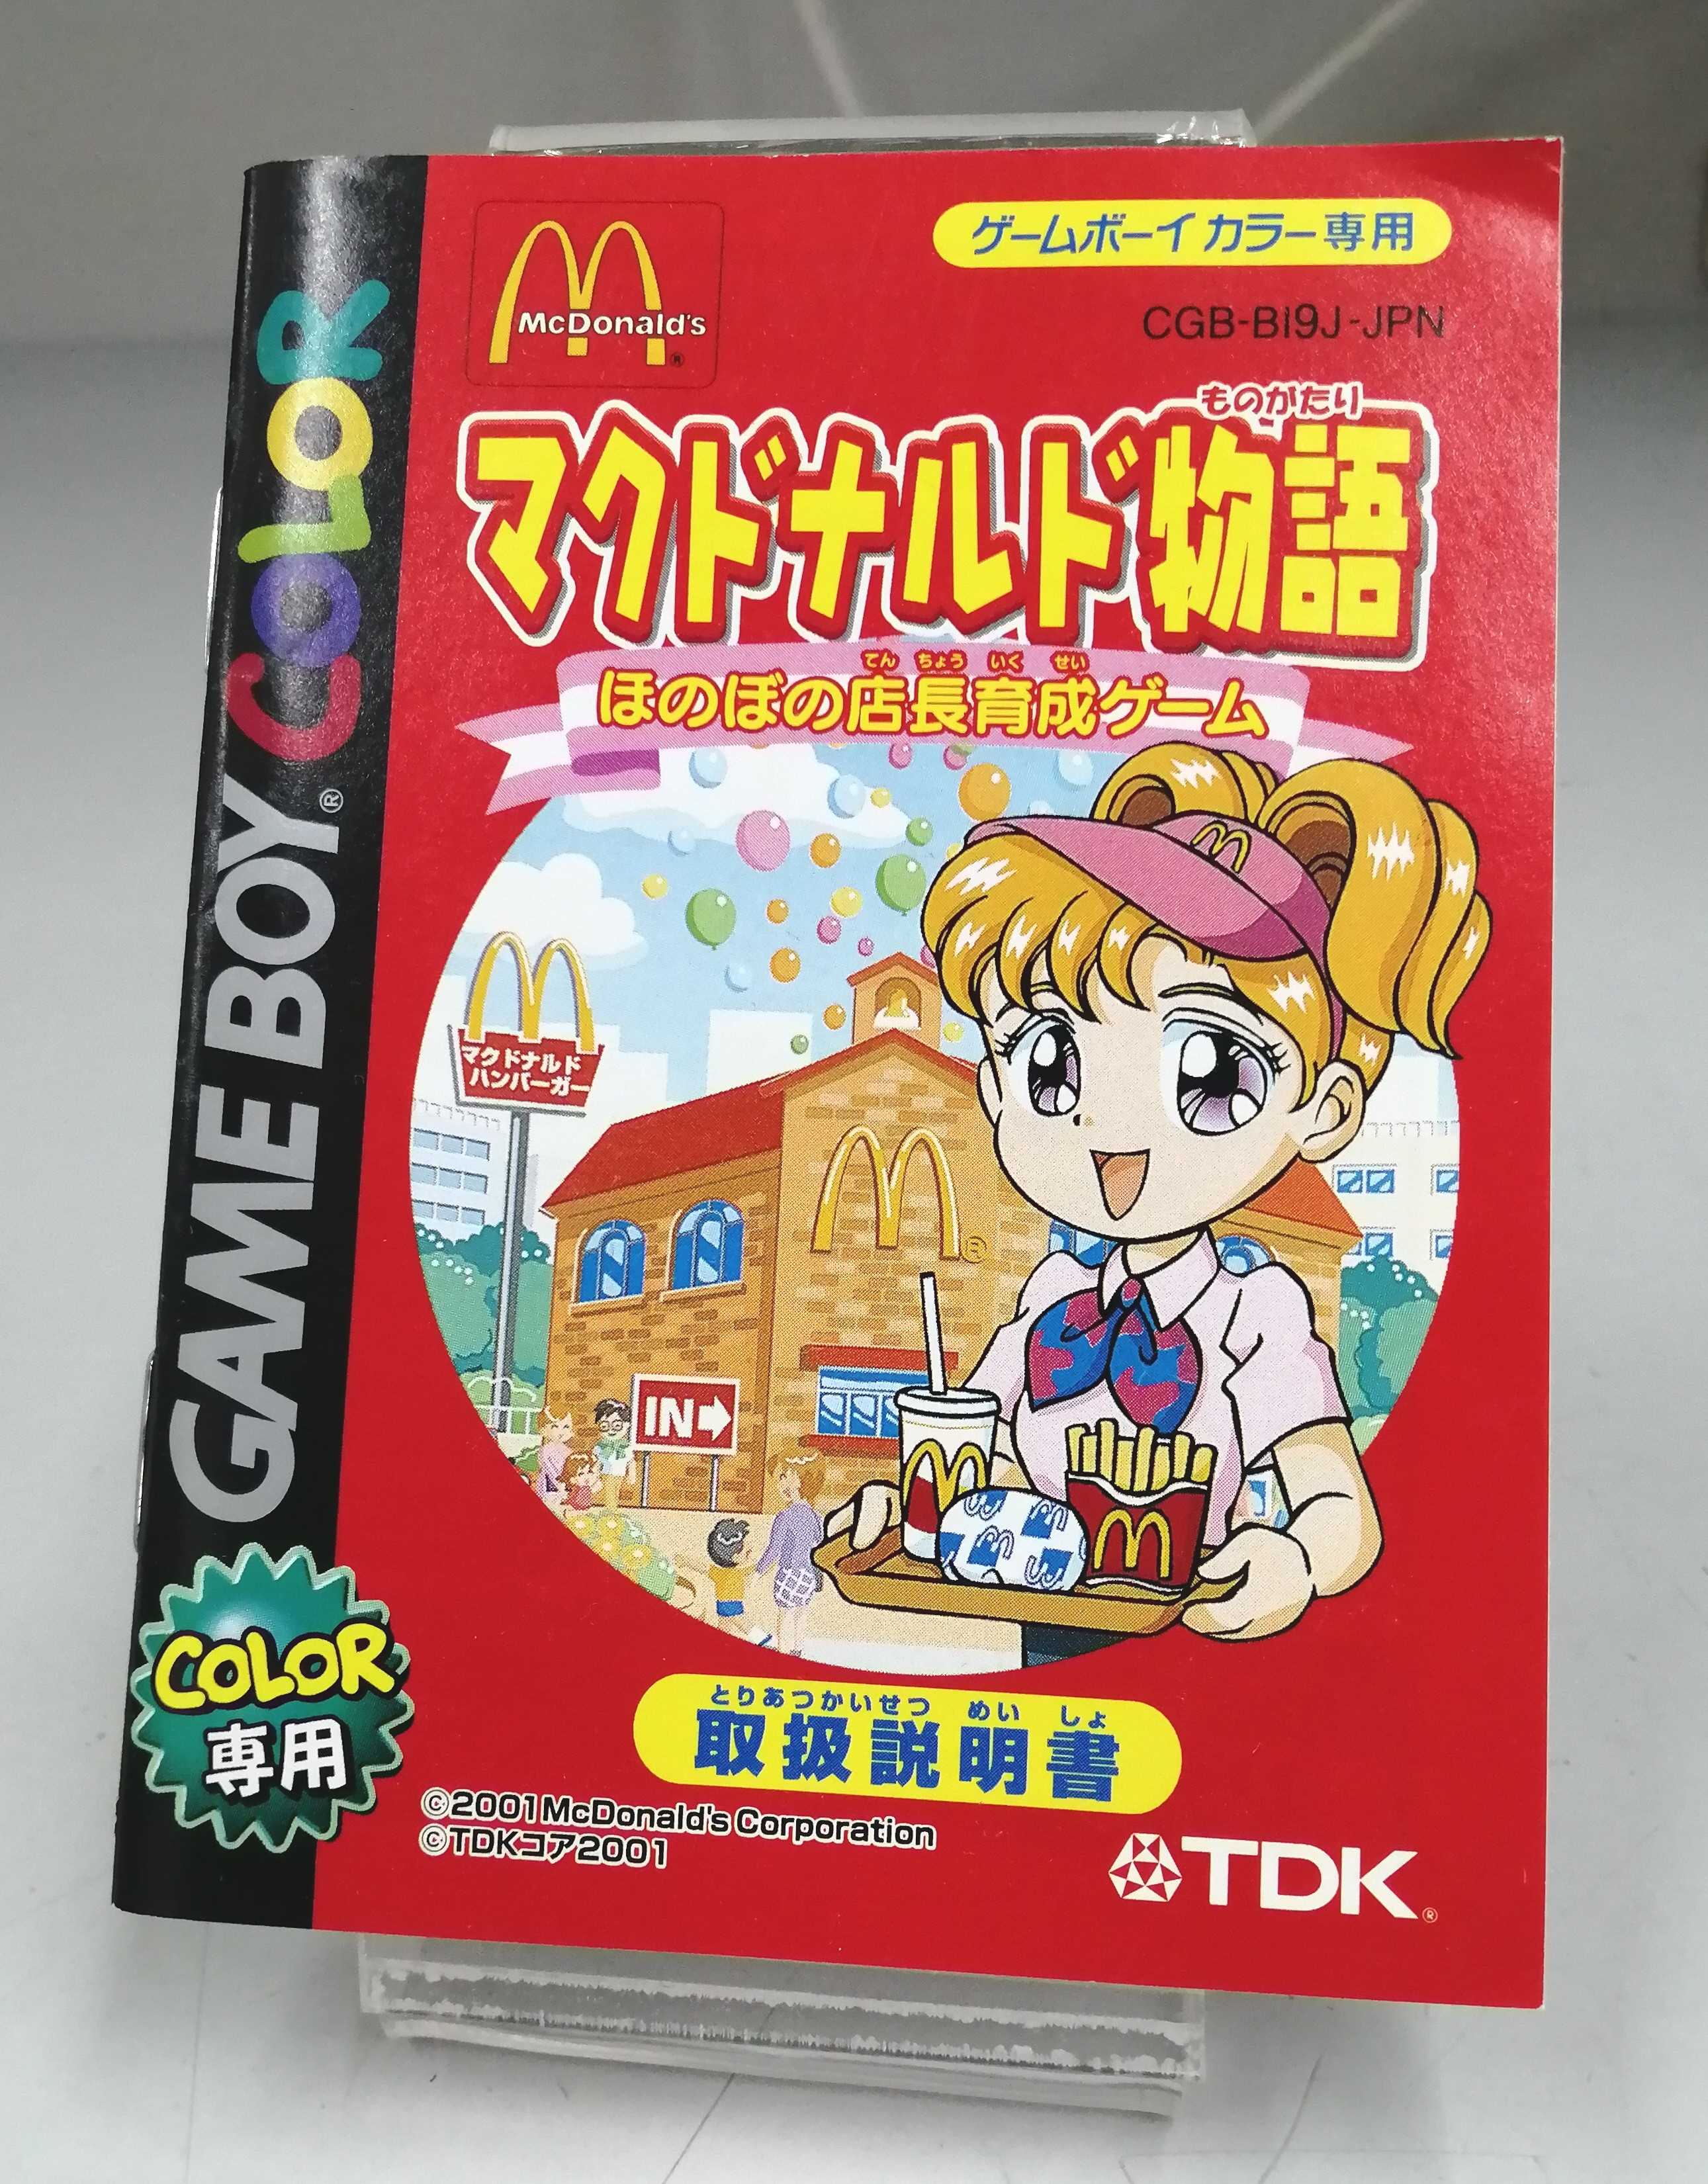 GAME BOY COLOR
®
COLOR
専用
McDonald's
®
ゲームボーイカラー専用
CGB-BI9J-JPN
ものがたり
マクドナルド物語
てん ちょう いく せい
ほのぼの店長育成ゲーム
マクドナルド
ハンバーガー
®
IN➡
とりあつかいせつ めい しょ
取扱説明書
©2001 McDonald's Corporation
©TDKコア2001
TDK
®